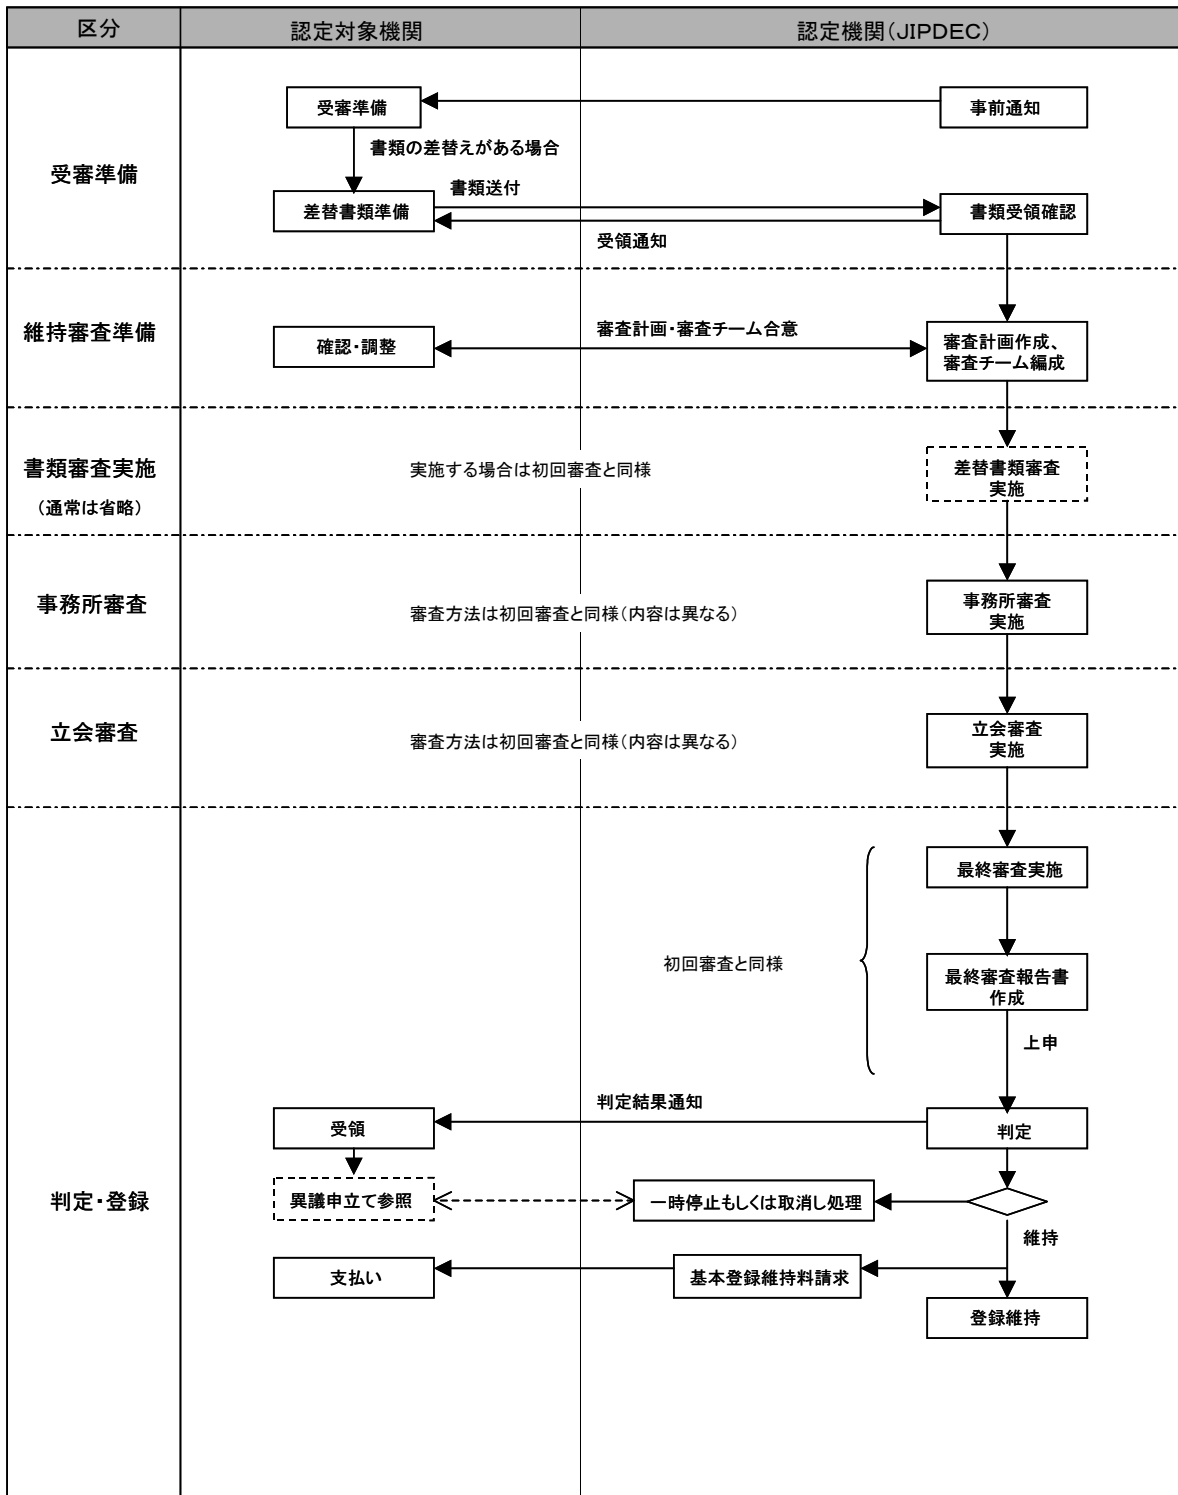 区分
認定対象機関
認定機関(JIPDEC)
受審準備
受審準備
事前通知
書類の差替えがある場合
差替書類準備
書類送付
書類受領確認
受領通知
維持審査準備
確認・調整
審査計画・審査チーム合意
審査計画作成、
審査チーム編成
書類審査実施
(通常は省略)
実施する場合は初回審査と同様
差替書類審査
実施
事務所審査
審査方法は初回審査と同様(内容は異なる)
事務所審査
実施
立会審査
審査方法は初回審査と同様(内容は異なる)
立会審査
実施
最終審査実施
初回審査と同様
最終審査報告書
作成
上申
判定・登録
受領
判定結果通知
判定
異議申立て参照
一時停止もしくは取消し処理
維持
支払い
基本登録維持料請求
登録維持